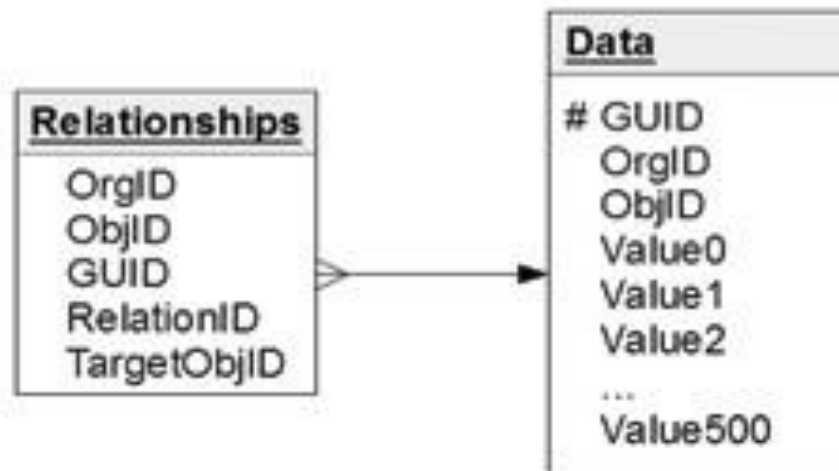 Relationships
OrgID
ObjID
GUID
RelationID
TargetObjID
Data
# GUID
OrgID
ObjID
Value0
Value1
Value2
...
Value500